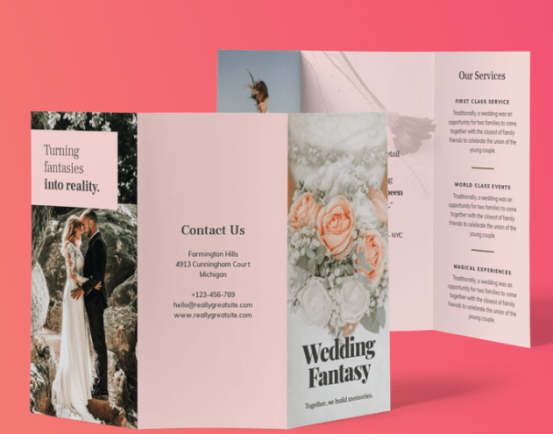 Turning
fantasies
into reality.
Contact Us
Farmington Hills
4913 Cunningham Court
Michigan
+123-456-789
hello@reallygreatsite.com
www.reallygreatsite.com
Wedding
Fantasy
Together, we build memories.
NYC
Our Services
FIRST CLASS SERVICE
Traditionally, a wedding was an
opportunity for two families to come
together with the closest of family
friends to celebrate the union of the
young couple.
WORLD CLASS EVENTS
Traditionally, a wedding was an
opportunity for two families to come
together with the closest of family
friends to celebrate the union of the
young couple.
MAGICAL EXPERIENCES
Traditionally, a wedding was an
opportunity for two families to come
together with the closest of family
friends to celebrate the union of the
young couple.